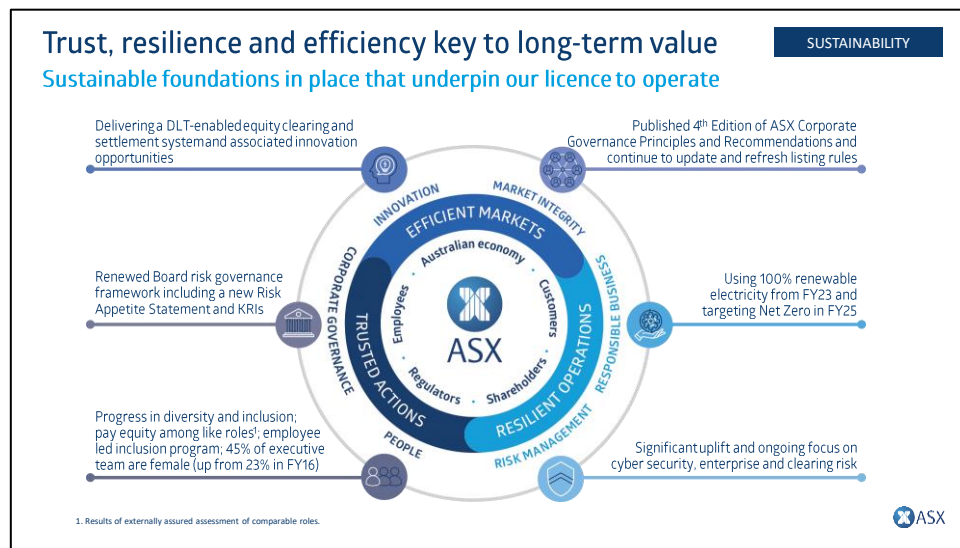 Trust, resilience and efficiency key to long-term value
SUSTAINABILITY
Sustainable foundations in place that underpin our licence to operate
Delivering a DLT-enabled equity clearing and
settlement system and associated innovation
opportunities
Published 4th Edition of ASX Corporate
Governance Principles and Recommendations and
continue to update and refresh listing rules
INNOVATION
MARKET INTEGRITY
EFFICIENT MARKETS
Australian economy
Renewed Board risk governance
framework including a new Risk
Appetite Statement and KRIs
CORPORATE GOVERNANCE
TRUSTED ACTIONS
Employees
ASX
Customers
RESILIENT OPERATIONS
RESPONSIBLE BUSINESS
Using 100% renewable
electricity from FY23 and
targeting Net Zero in FY25
Regulators
Shareholders
Progress in diversity and inclusion;
pay equity among like roles¹; employee
led inclusion program; 45% of executive
team are female (up from 23% in FY16)
PEOPLE
RISK MANAGEMENT
Significant uplift and ongoing focus on
cyber security, enterprise and clearing risk
1. Results of externally assured assessment of comparable roles.
ASX